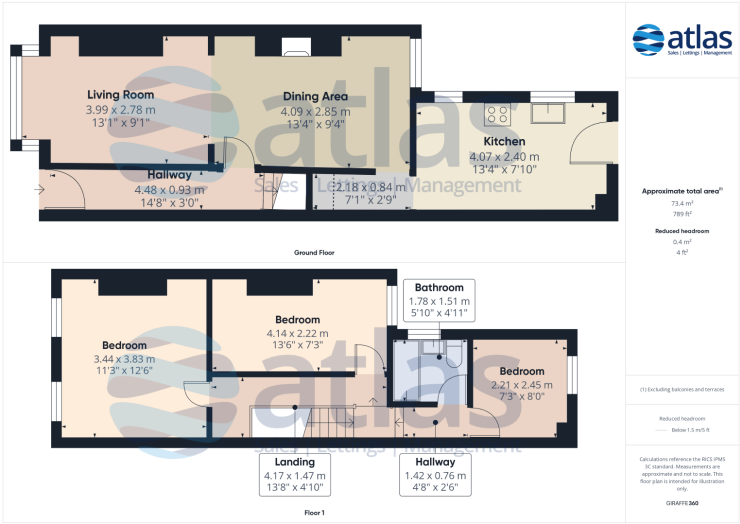 Living Room
3.99 x 2.78 m
13'1" x 9'1"
Dining Area
4.09 x 2.85 m
13'4" x 9'4"
Kitchen
4.07 x 2.40 m
13'4" x 7'10"
Hallway
4.48 x 0.93 m
14'8" x 3'0"
2.18 x 0.84 m
7'1" x 2'9"
atlas
Sales | Lettings | Management
Ground Floor
Bathroom
1.78 x 1.51 m
5'10" x 4'11"
Bedroom
4.14 x 2.22 m
13'6" x 7'3"
Bedroom
3.44 x 3.83 m
11'3" x 12'6"
Bedroom
2.21 x 2.45 m
7'3" x 8'0"
atlas
Sales | Lettings | Management
Landing
4.17 x 1.47 m
13'8" x 4'10"
Hallway
1.42 x 0.76 m
4'8" x 2'6"
Floor 1
atlas
Sales | Lettings | Management
Approximate total area(1)
73.4 m²
789 ft²
Reduced headroom
0.4 m²
4 ft²
(1) Excluding balconies and terraces
Reduced headroom
Below 1.5 m/5 ft
Calculations reference the RICS IPMS
3C standard. Measurements are
approximate and not to scale. This
floor plan is intended for illustration
only.
GIRAFFE360